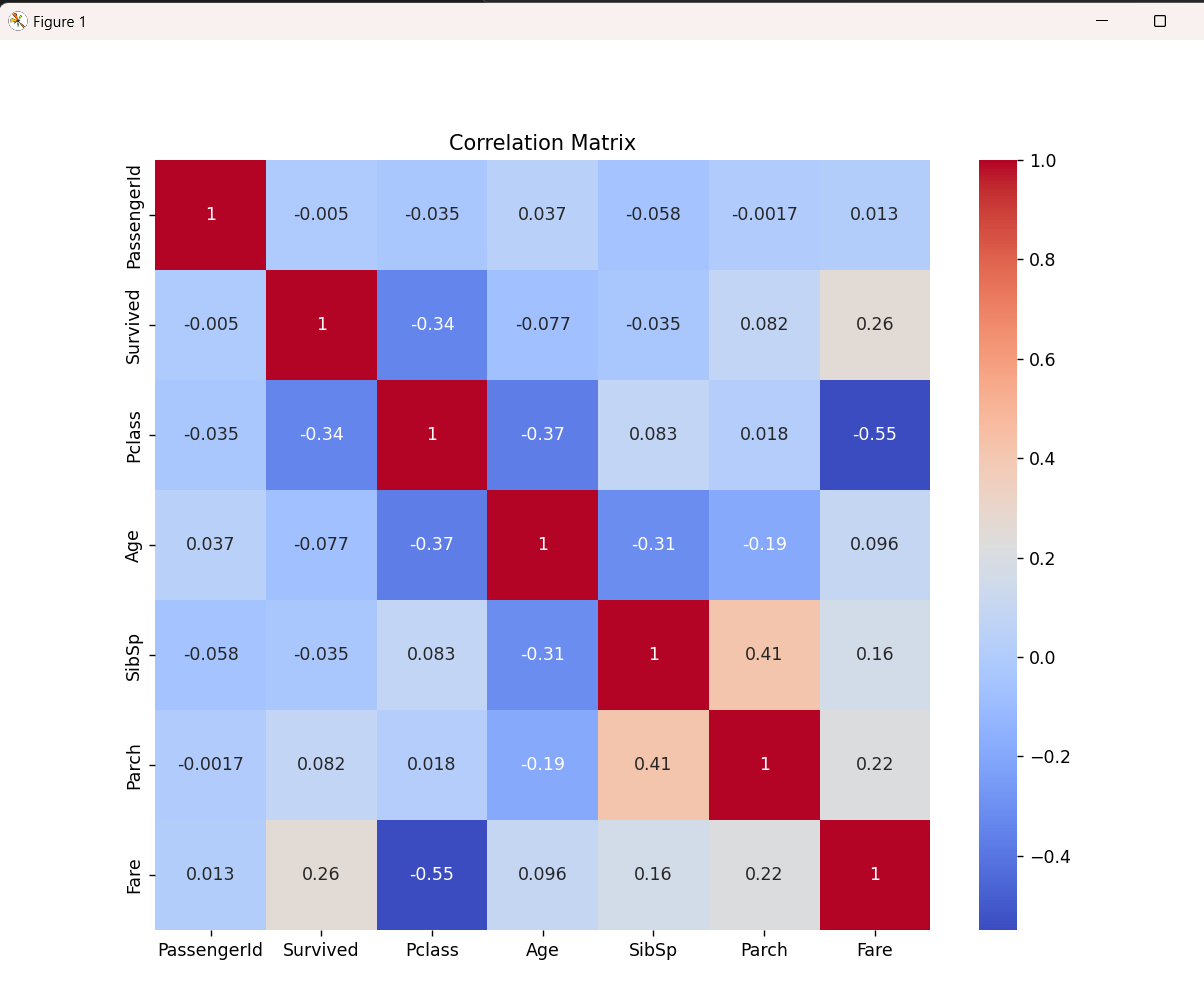 Figure 1
Correlation Matrix
PassengerId 1 -0.005 -0.035 0.037 -0.058 -0.0017 0.013
Survived -0.005 1 -0.34 -0.077 -0.035 0.082 0.26
Pclass -0.035 -0.34 1 -0.37 0.083 0.018 -0.55
Age 0.037 -0.077 -0.37 1 -0.31 -0.19 0.096
SibSp -0.058 -0.035 0.083 -0.31 1 0.41 0.16
Parch -0.0017 0.082 0.018 -0.19 0.41 1 0.22
Fare 0.013 0.26 -0.55 0.096 0.16 0.22 1
PassengerId Survived Pclass Age SibSp Parch Fare
1.0
0.8
0.6
0.4
0.2
0.0
−0.2
−0.4